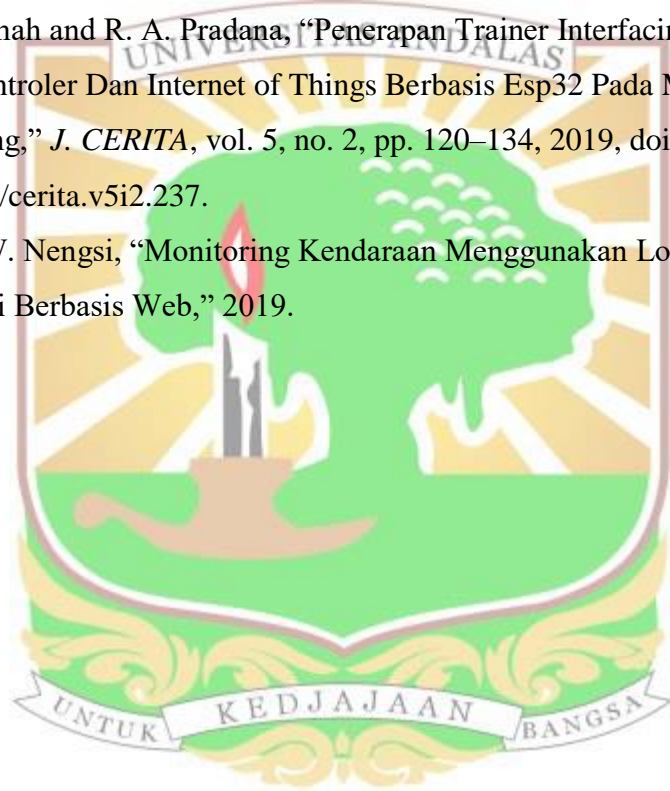 nah and R. A. Pradana, “Penerapan Trainer Interfacin
UNIVERSITAS ANDALAS
ntroler Dan Internet of Things Berbasis Esp32 Pada M
ng,” J. CERITA, vol. 5, no. 2, pp. 120–134, 2019, doi
/cerita.v5i2.237.
. Nengsi, “Monitoring Kendaraan Menggunakan Lo
i Berbasis Web,” 2019.
UNTUK KEDJAJAAN BANGSA